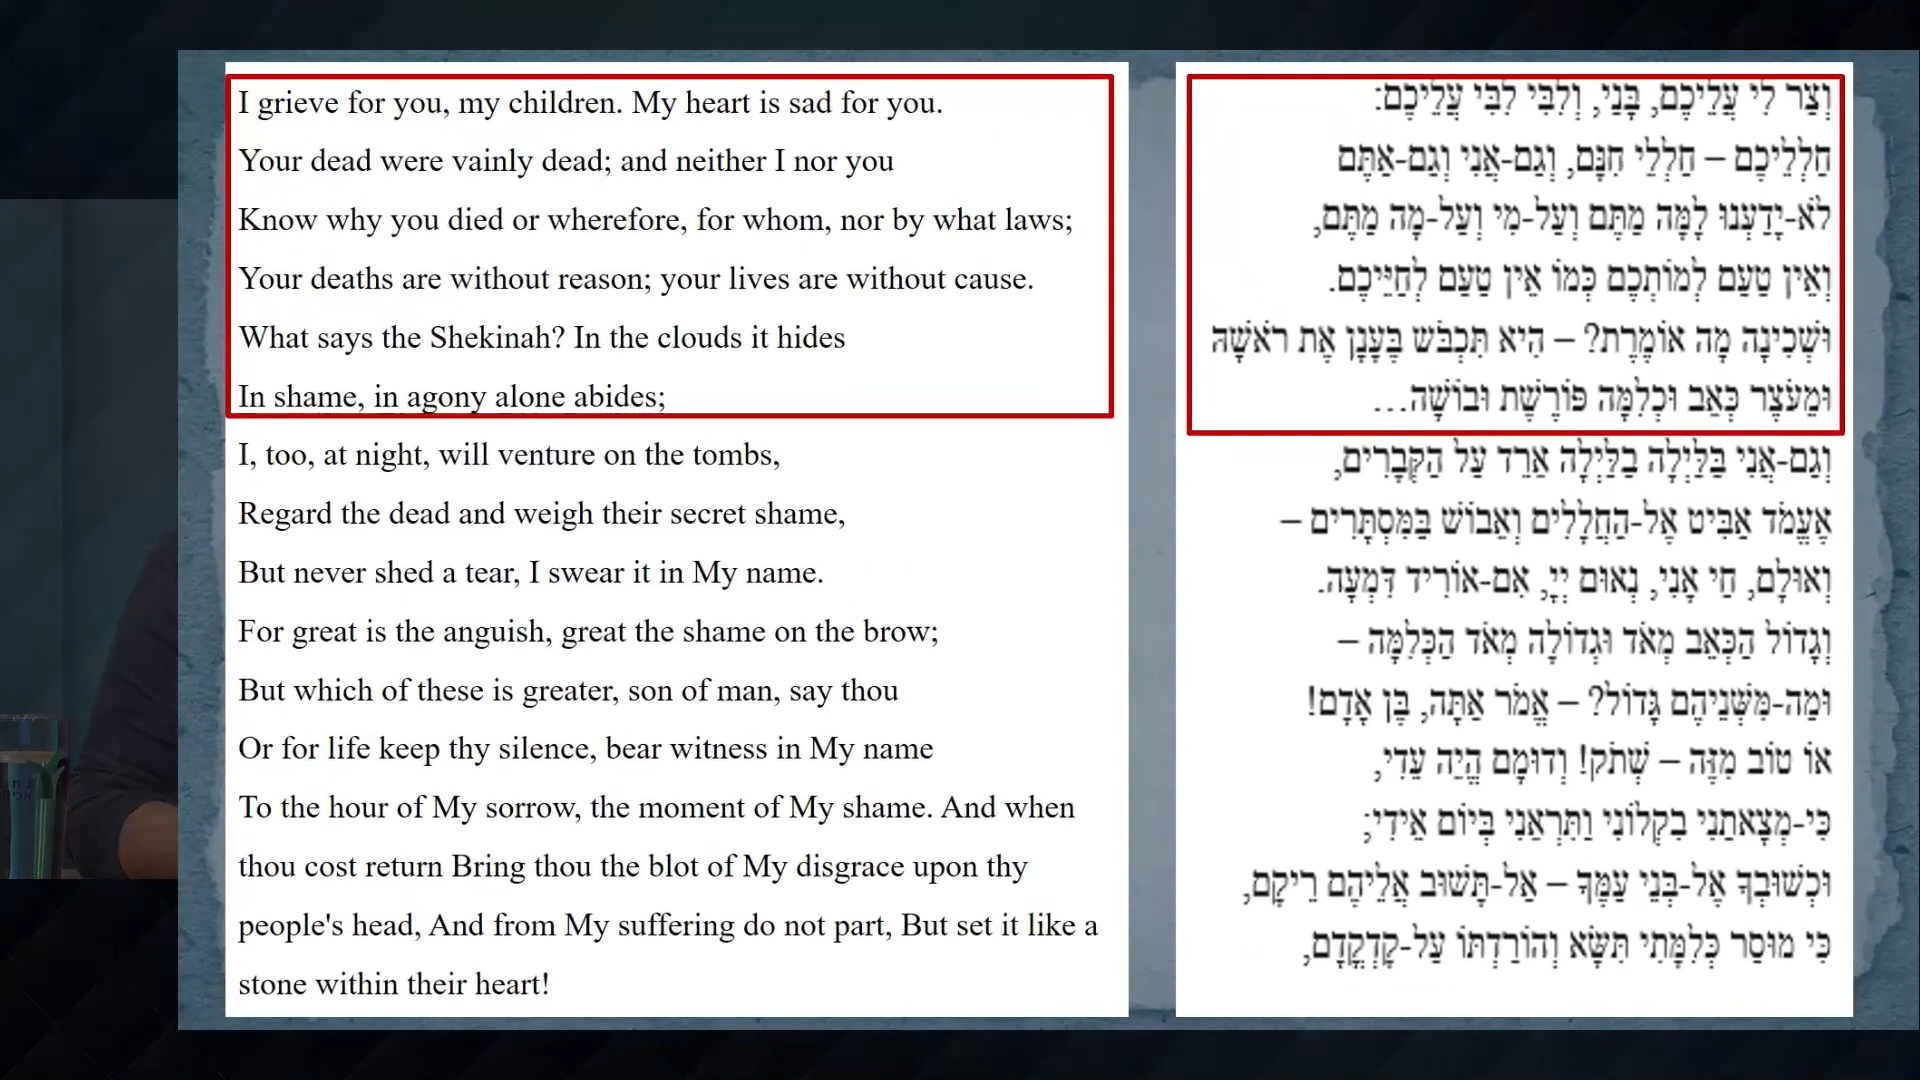 I grieve for you, my children. My heart is sad for you.
Your dead were vainly dead; and neither I nor you
Know why you died or wherefore, for whom, nor by what laws;
Your deaths are without reason; your lives are without cause.
What says the Shekinah? In the clouds it hides
In shame, in agony alone abides;
I, too, at night, will venture on the tombs,
Regard the dead and weigh their secret shame,
But never shed a tear, I swear it in My name.
For great is the anguish, great the shame on the brow;
But which of these is greater, son of man, say thou
Or for life keep thy silence, bear witness in My name
To the hour of My sorrow, the moment of My shame. And when
thou cost return Bring thou the blot of My disgrace upon thy
people's head, And from My suffering do not part, But set it like a
stone within their heart!
וְצַר לִי עֲלֵיכֶם, בָּנַי, וְלִבִּי לִבִּי עֲלֵיכֶם:
חַלְלֵיכֶם – חַלְלֵי חִנָּם, וְגַם-אֲנִי וְגַם-אַתֶּם
לֹא-יָדַעְנוּ לָמָּה מַתֶּם וְעַל-מִי וְעַל-מָה מַתֶּם,
וְאֵין טַעַם לְמוֹתְכֶם כְּמוֹ אֵין טַעַם לְחַיֵּיכֶם.
וּשְׁכִינָה מָה אוֹמֶרֶת? – הִיא תִּכְבֹּשׁ בֶּעָנָן אֶת רֹאשָׁהּ
וּמֵעֹצֶר כְּאֵב וּכְלִמָּה פּוֹרֶשֶׁת וּבוֹשָׁה...
וְגַם-אֲנִי בַּלַּיְלָה בַלַּיְלָה אֵרֵד עַל הַקְּבָרִים,
אֶעֱמֹד אַבִּיט אֶל-הַחֲלָלִים וְאֵבוֹשׁ בַּמִּסְתָּרִים –
וְאוּלָם, חַי אָנִי, נְאוּם יְיָ, אִם-אוֹרִיד דִּמְעָה.
וְגָדוֹל הַכְּאֵב מְאֹד וּגְדוֹלָה מְאֹד הַכְּלִמָּה –
וּמַה-מִּשְּׁנֵיהֶם גָּדוֹל? – אֱמֹר אַתָּה, בֶּן אָדָם!
אוֹ טוֹב מִזֶּה – שְׁתֹק! וְדוּמָם הֱיֵה עֵדִי,
כִּי-מְצָאתַנִי בִקְלוֹנִי וַתִּרְאֵנִי בְּיוֹם אֵידִי;
וּכְשׁוּבְךָ אֶל-בְּנֵי עַמֶּךָ – אַל-תָּשׁוּב אֲלֵיהֶם רֵיקָם,
כִּי מוּסַר כְּלִמָּתִי תִּשָּׂא וְהוֹרַדְתּוֹ עַל-קָדְקֳדָם,